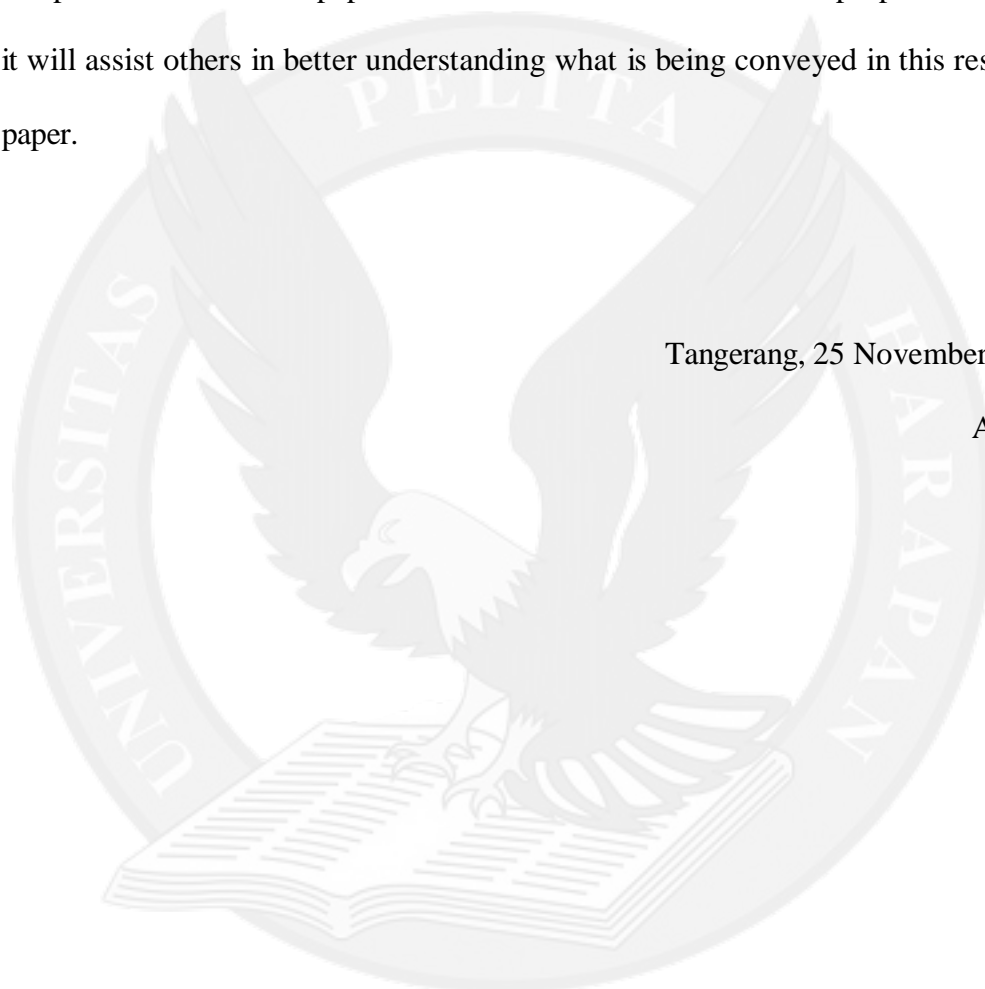 it will assist others in better understanding what is being conveyed in this res
paper.
PELITA
UNIVERSITAS
HARAPAN
Tangerang, 25 November
A